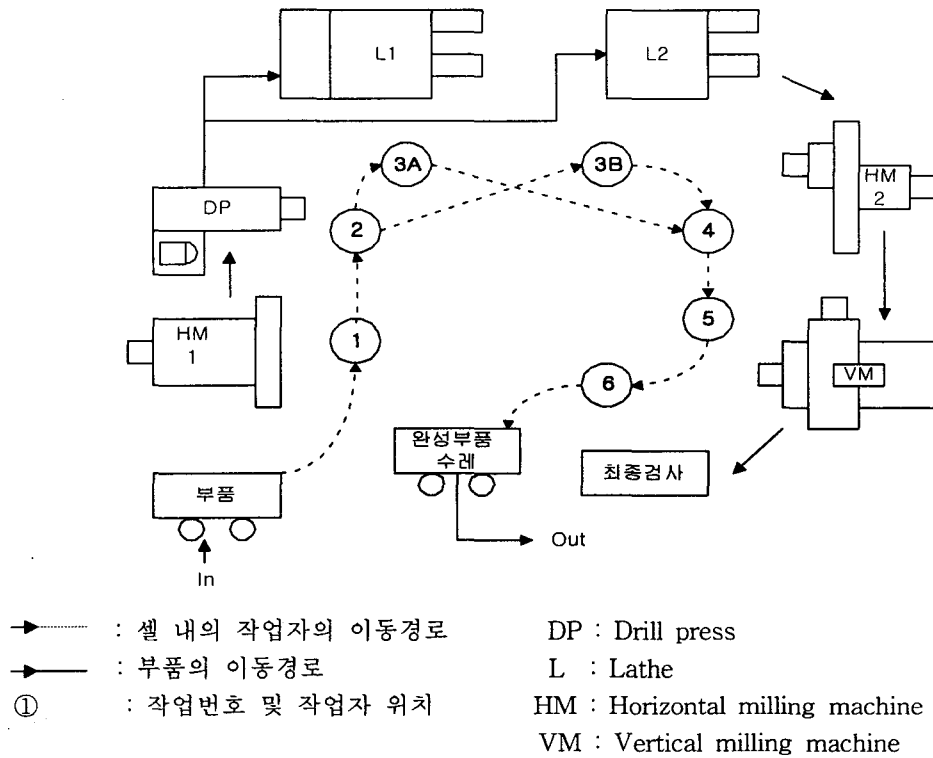 L1
L2
3A
3B
HM
2
DP
2
4
HM
1
1
5
VM
6
완성부품
수레
최종검사
부품
Out
In
: 셀 내의 작업자의 이동경로
DP : Drill press
: 부품의 이동경로
L : Lathe
① : 작업번호 및 작업자 위치
HM : Horizontal milling machine
VM : Vertical milling machine